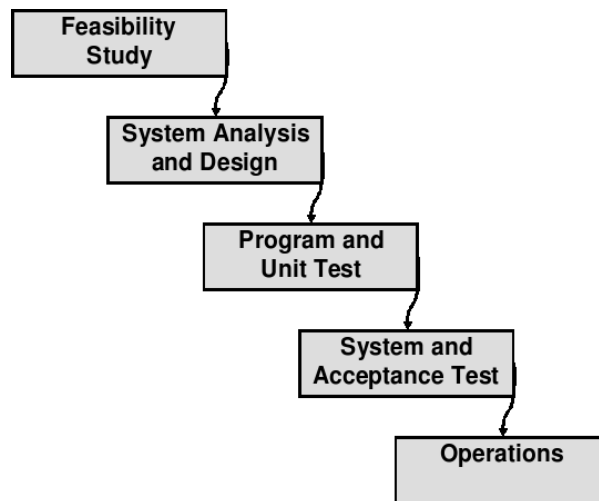 Feasibility
Study
System Analysis
and Design
Program and
Unit Test
System and
Acceptance Test
Operations